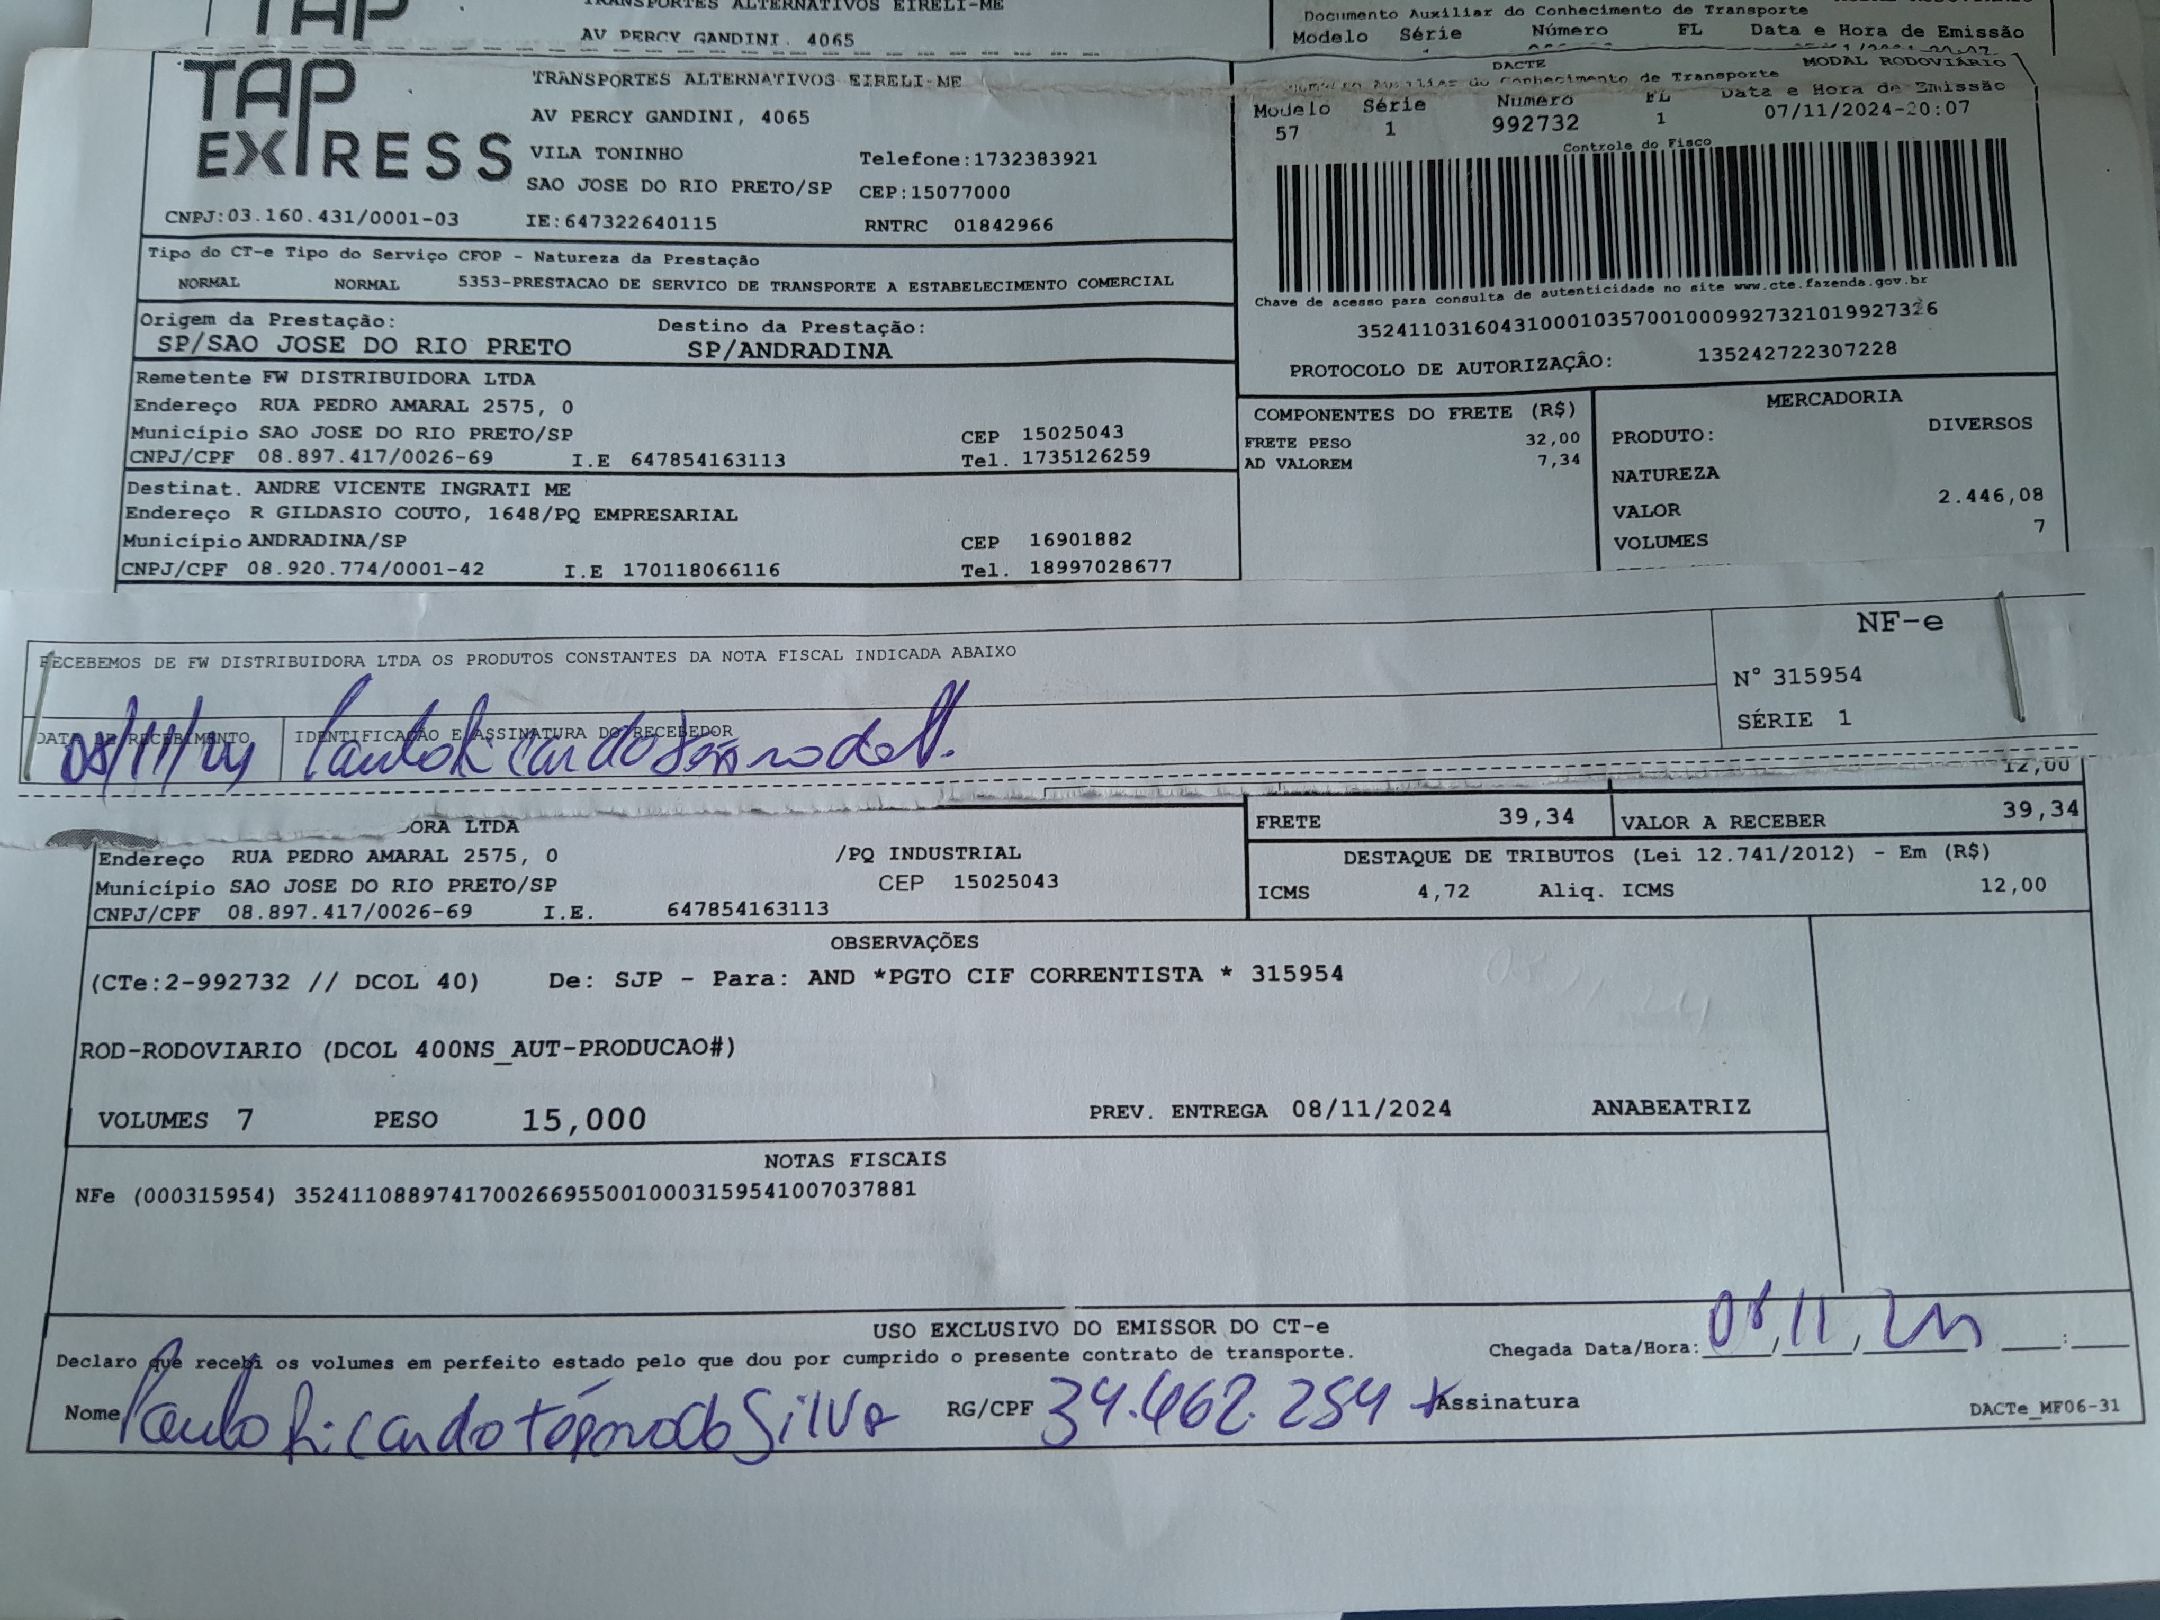 TAP
TRANSPORTES ALTERNATIVOS EIRELI-ME
AV PERCY GANDINI, 4065
Documento Auxiliar do Conhecimento de Transporte
Modelo Série Número FL Data e Hora de Emissão
TAP EXPRESS
TRANSPORTES ALTERNATIVOS EIRELI-ME
AV PERCY GANDINI, 4065
VILA TONINHO Telefone:1732383921
SAO JOSE DO RIO PRETO/SP CEP:15077000
CNPJ:03.160.431/0001-03 IE:647322640115 RNTRC 01842966
DACTE MODAL RODOVIÁRIO
do Conhecimento de Transporte
Modelo Série Numero FL Data e Hora de Emissão
57 1 992732 1 07/11/2024-20:07
Controle do Fisco
Chave de acesso para consulta de autenticidade no site www.cte.fazenda.gov.br
35241103160431000103570010009927321019927326
PROTOCOLO DE AUTORIZAÇÂO: 135242722307228
Tipo do CT-e Tipo do Serviço CFOP - Natureza da Prestação
NORMAL NORMAL 5353-PRESTACAO DE SERVICO DE TRANSPORTE A ESTABELECIMENTO COMERCIAL
Origem da Prestação: Destino da Prestação:
SP/SAO JOSE DO RIO PRETO SP/ANDRADINA
Remetente FW DISTRIBUIDORA LTDA
Endereço RUA PEDRO AMARAL 2575, 0
Município SAO JOSE DO RIO PRETO/SP CEP 15025043
CNPJ/CPF 08.897.417/0026-69 I.E 647854163113 Tel. 1735126259
Destinat. ANDRE VICENTE INGRATI ME
Endereço R GILDASIO COUTO, 1648/PQ EMPRESARIAL
Município ANDRADINA/SP CEP 16901882
CNPJ/CPF 08.920.774/0001-42 I.E 170118066116 Tel. 18997028677
COMPONENTES DO FRETE (R$)
FRETE PESO 32,00
AD VALOREM 7,34
MERCADORIA
PRODUTO: DIVERSOS
NATUREZA
VALOR 2.446,08
VOLUMES 7
RECEBEMOS DE FW DISTRIBUIDORA LTDA OS PRODUTOS CONSTANTES DA NOTA FISCAL INDICADA ABAIXO
NF-e
Nº 315954
SÉRIE 1
DATA DE RECEBIMENTO IDENTIFICAÇÃO E ASSINATURA DO RECEBEDOR
08/11/24 Paulo Ricardo
12,00
FRETE 39,34 VALOR A RECEBER 39,34
DESTAQUE DE TRIBUTOS (Lei 12.741/2012) - Em (R$)
ICMS 4,72 Aliq. ICMS 12,00
ORA LTDA
Endereço RUA PEDRO AMARAL 2575, 0 /PQ INDUSTRIAL
Município SAO JOSE DO RIO PRETO/SP CEP 15025043
CNPJ/CPF 08.897.417/0026-69 I.E. 647854163113
OBSERVAÇÕES
(CTe:2-992732 // DCOL 40) De: SJP - Para: AND *PGTO CIF CORRENTISTA * 315954
ROD-RODOVIARIO (DCOL 400NS_AUT-PRODUCAO#)
VOLUMES 7 PESO 15,000 PREV. ENTREGA 08/11/2024 ANABEATRIZ
NOTAS FISCAIS
NFe (000315954) 35241108897417002669550010003159541007037881
USO EXCLUSIVO DO EMISSOR DO CT-e
Declaro que recebi os volumes em perfeito estado pelo que dou por cumprido o presente contrato de transporte.
Chegada Data/Hora: 08/11/24 :
Nome Paulo Ricardo Silva RG/CPF 34.462.254 Assinatura
DACTe_MF06-31